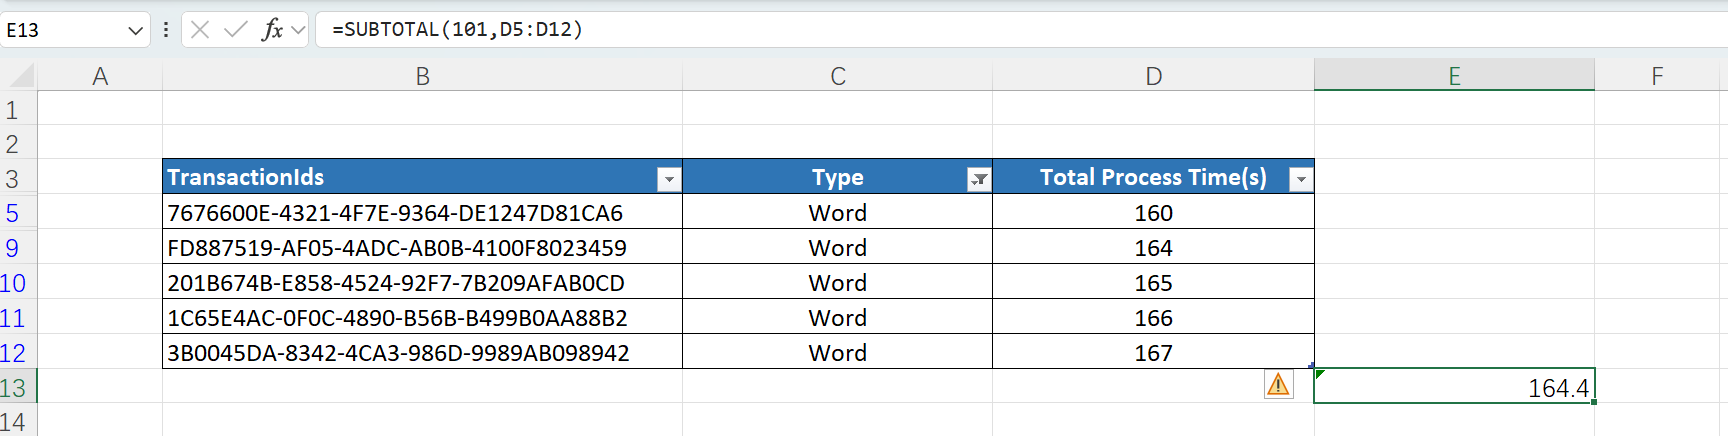 E13 fx =SUBTOTAL(101,D5:D12)
A B C D E F
1
2
3 TransactionIds Type Total Process Time(s)
5 7676600E-4321-4F7E-9364-DE1247D81CA6 Word 160
9 FD887519-AF05-4ADC-AB0B-4100F8023459 Word 164
10 201B674B-E858-4524-92F7-7B209AFAB0CD Word 165
11 1C65E4AC-0F0C-4890-B56B-B499B0AA88B2 Word 166
12 3B0045DA-8342-4CA3-986D-9989AB098942 Word 167
13 164.4
14